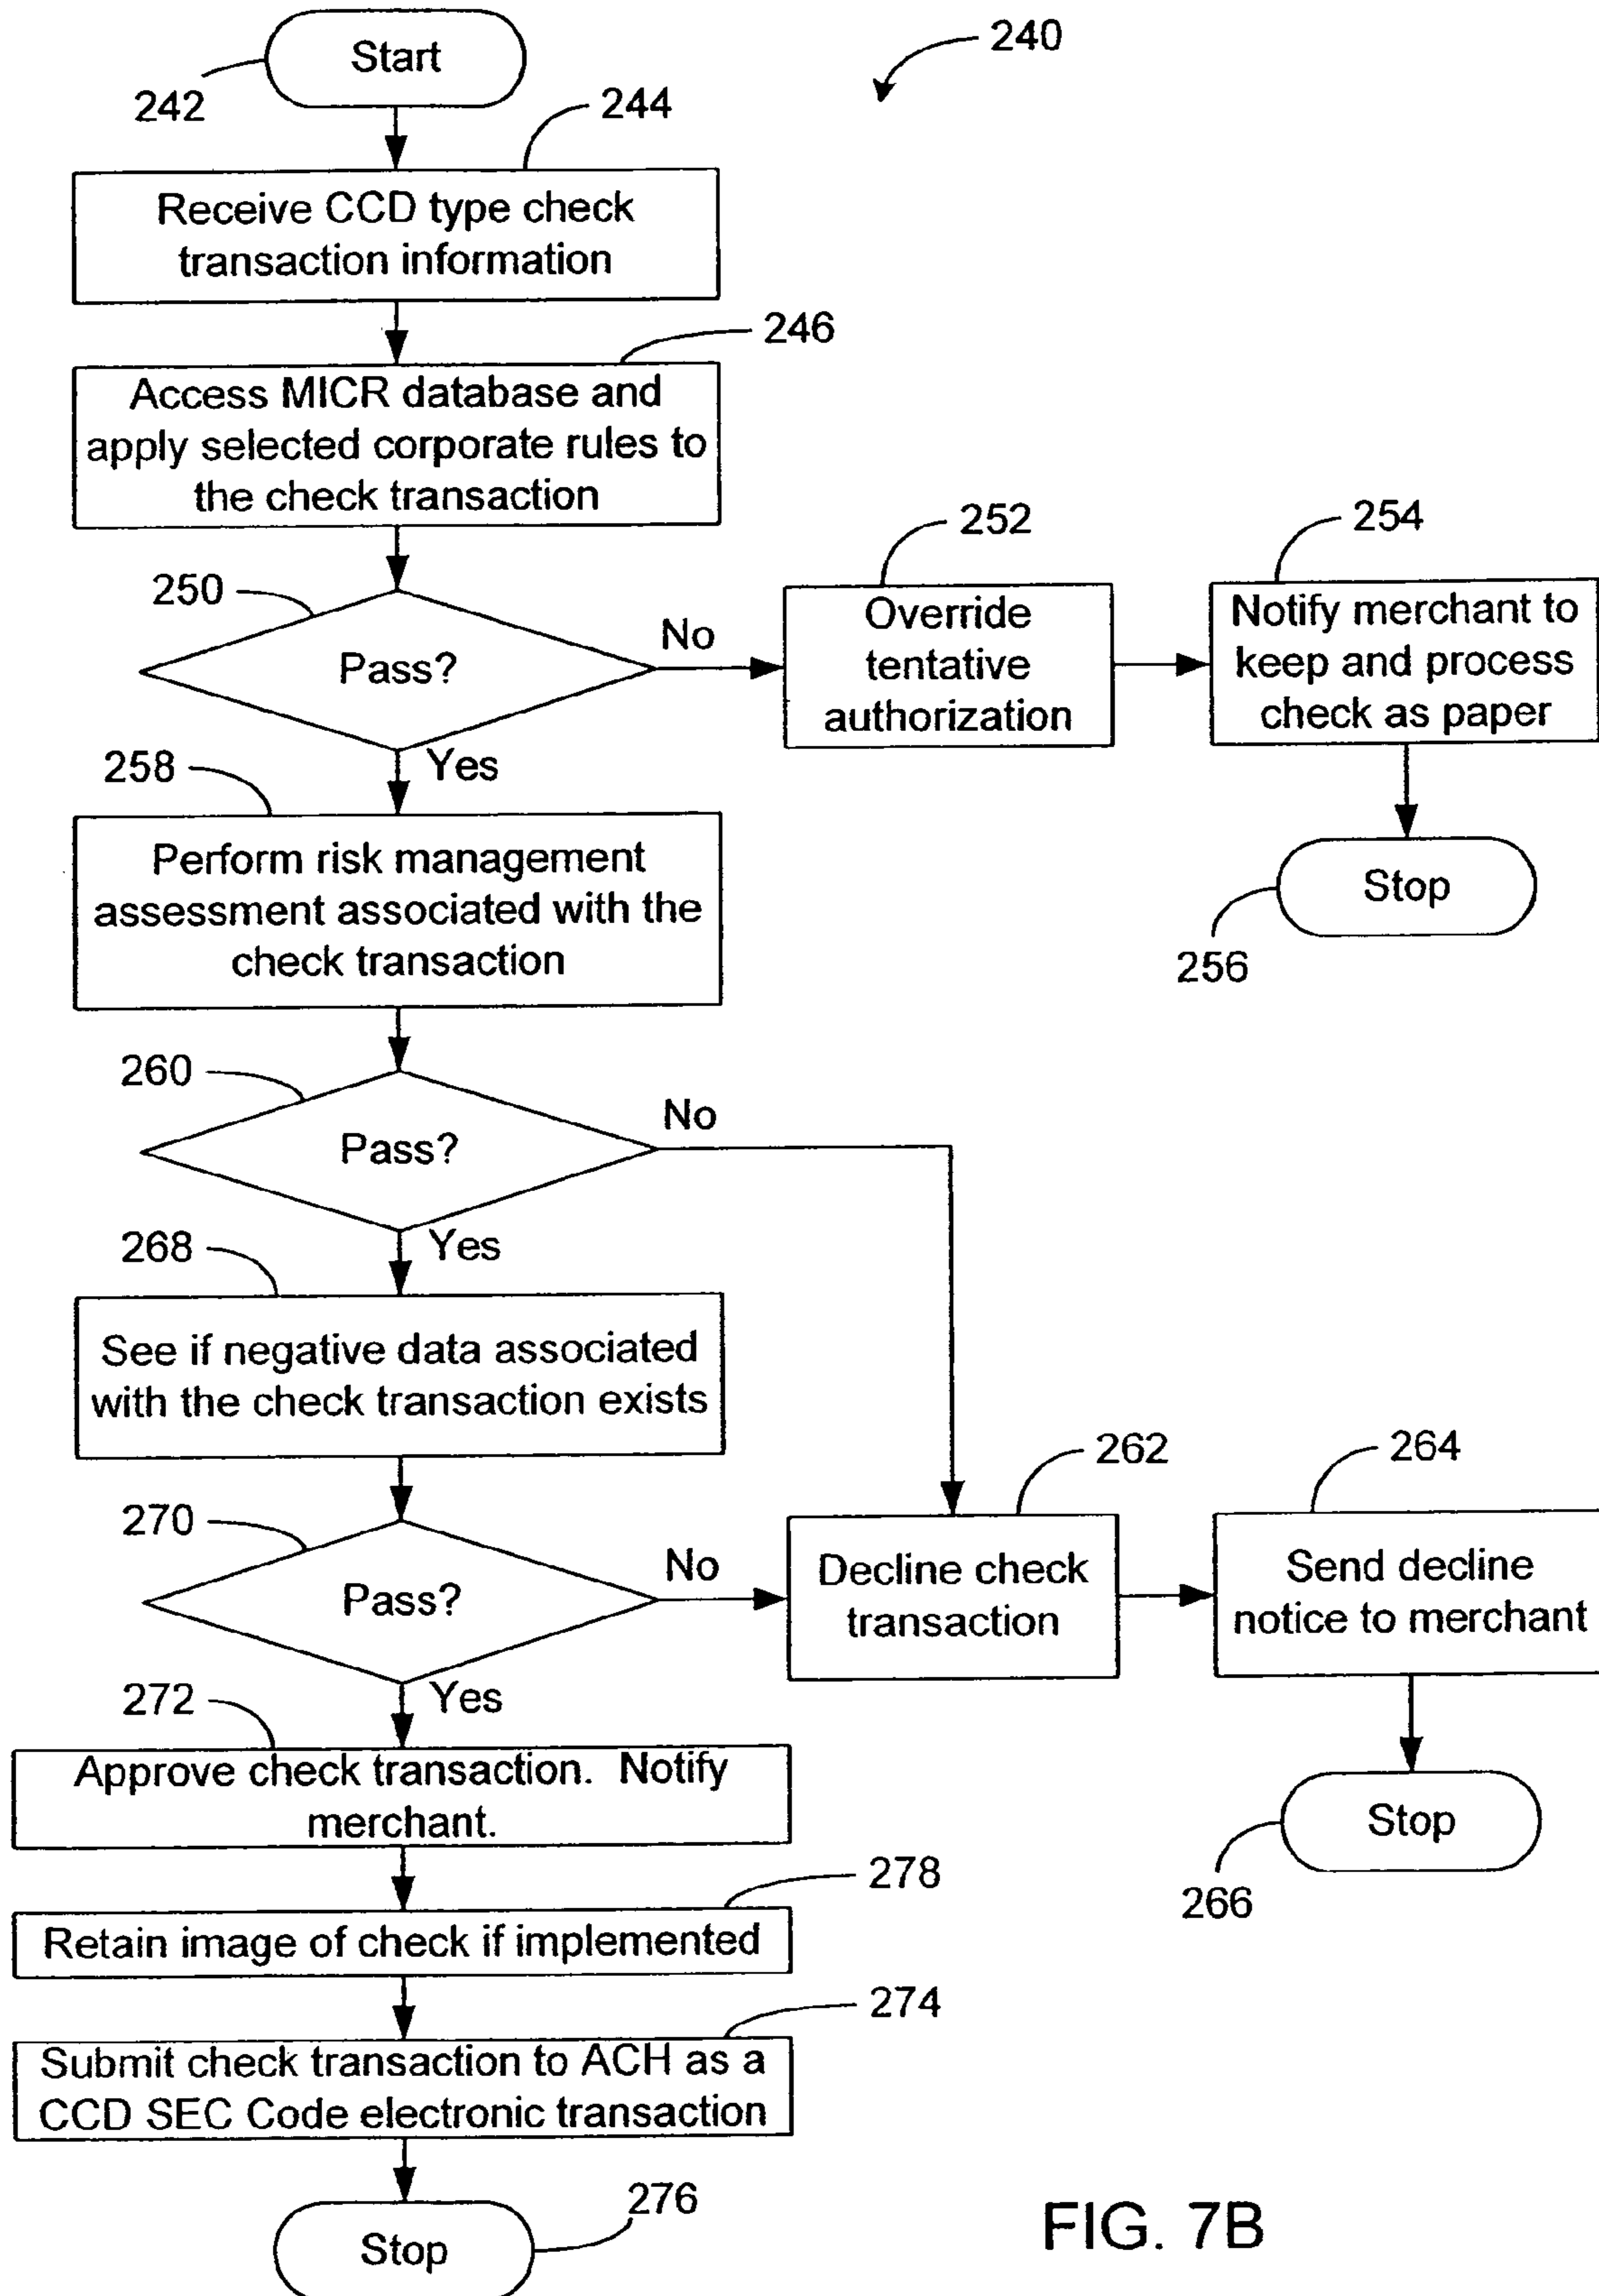 Start
240
242
244
Receive CCD type check
transaction information
246
Access MICR database and
apply selected corporate rules to
the check transaction
250
Pass?
No
252
Override
tentative
authorization
254
Notify merchant to
keep and process
check as paper
Yes
258
Perform risk management
assessment associated with the
check transaction
Stop
256
260
Pass?
No
Yes
268
See if negative data associated
with the check transaction exists
270
Pass?
No
262
Decline check
transaction
264
Send decline
notice to merchant
Yes
272
Approve check transaction.  Notify
merchant.
Stop
266
278
Retain image of check if implemented
274
Submit check transaction to ACH as a
CCD SEC Code electronic transaction
276
Stop
FIG. 7B